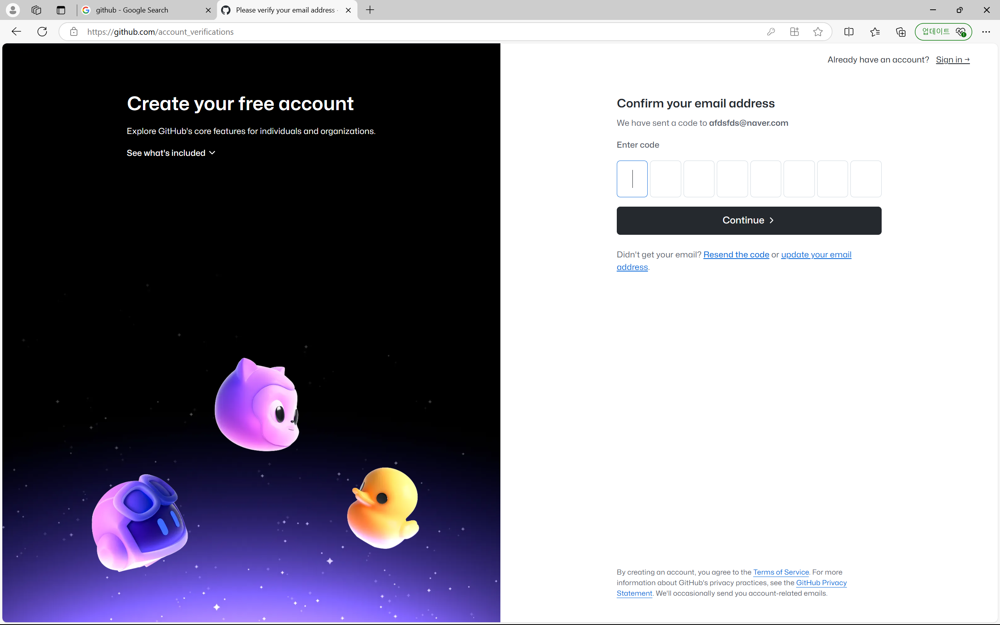 github - Google Search
Please verify your email address ·
https://github.com/account_verifications
업데이트
Already have an account? Sign in →
Create your free account
Explore GitHub's core features for individuals and organizations.
See what's included
Confirm your email address
We have sent a code to afdsfds@naver.com
Enter code
Continue
Didn't get your email? Resend the code or update your email
address.
By creating an account, you agree to the Terms of Service. For more
information about GitHub's privacy practices, see the GitHub Privacy
Statement. We'll occasionally send you account-related emails.